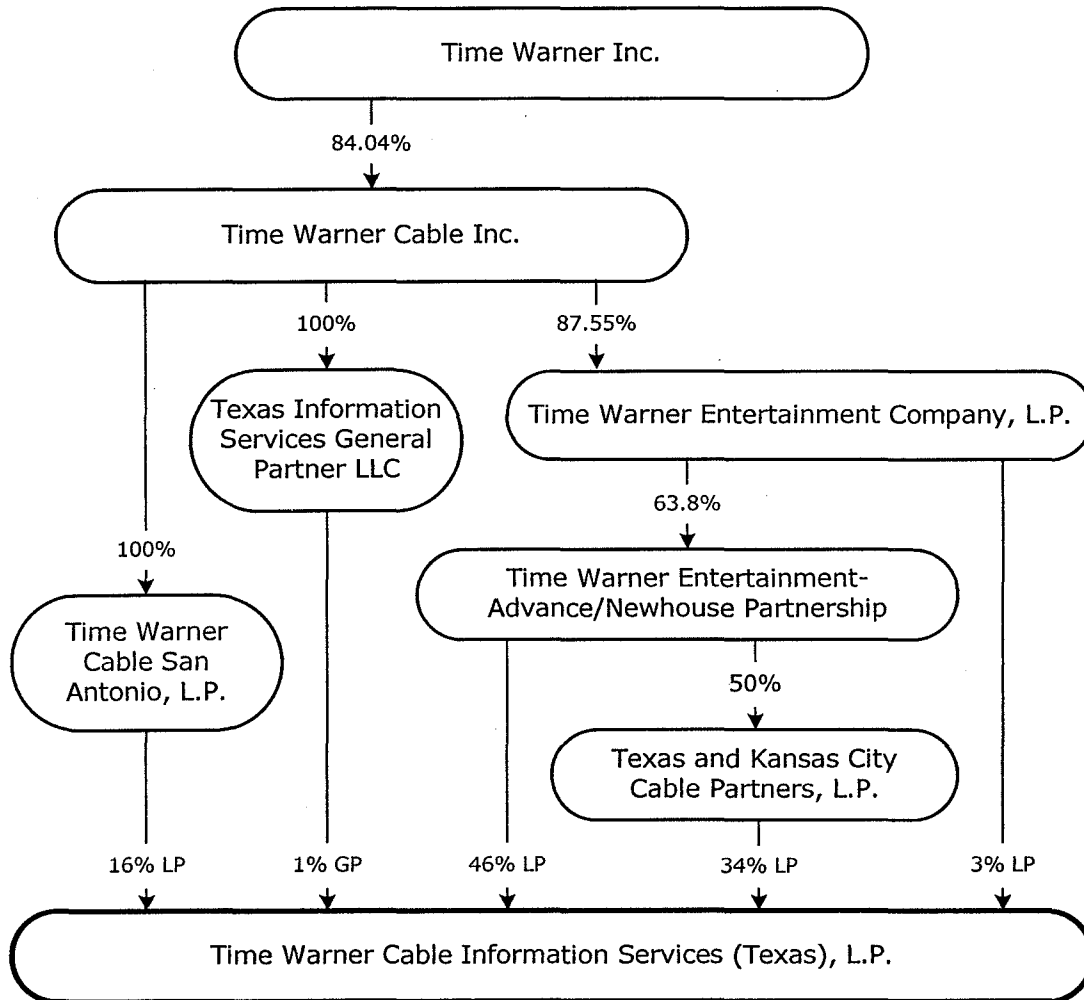 Time Warner Inc.
84.04%
Time Warner Cable Inc.
100%
87.55%
Texas Information
Services General
Partner LLC
Time Warner Entertainment Company, L.P.
63.8%
100%
Time Warner Entertainment-
Advance/Newhouse Partnership
Time Warner
Cable San
Antonio, L.P.
50%
Texas and Kansas City
Cable Partners, L.P.
16% LP
1% GP
46% LP
34% LP
3% LP
Time Warner Cable Information Services (Texas), L.P.